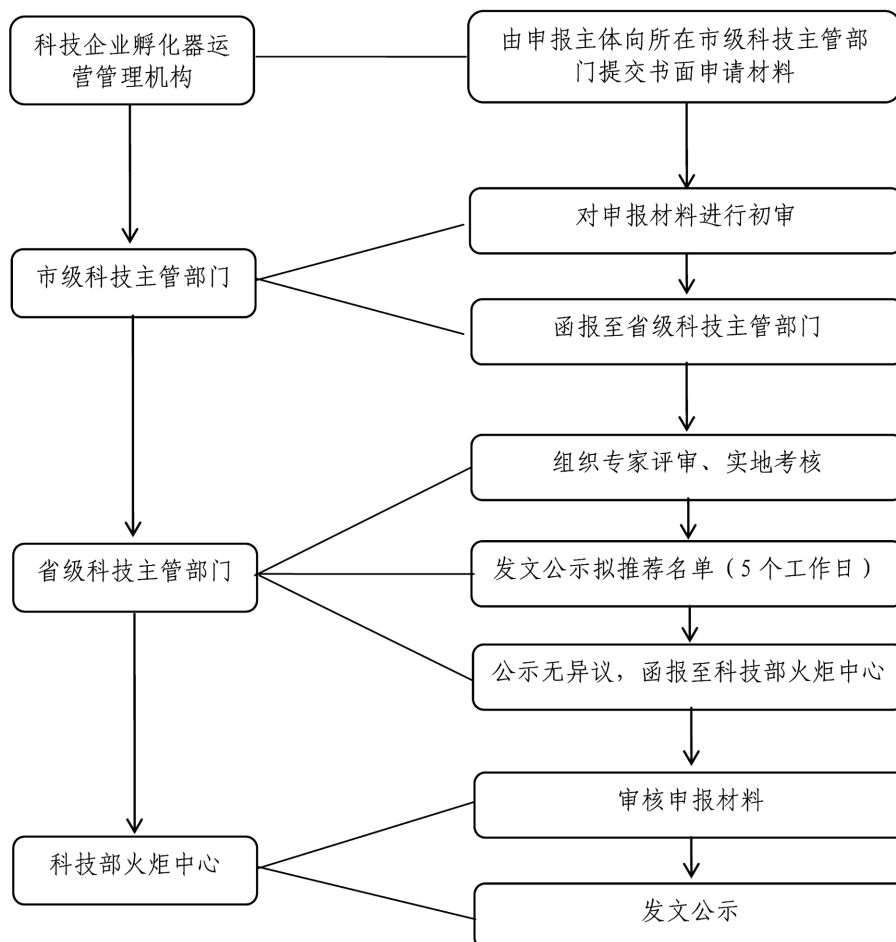 科技企业孵化器运
营管理机构
由申报主体向所在市级科技主管部
门提交书面申请材料
对申报材料进行初审
市级科技主管部门
函报至省级科技主管部门
组织专家评审、实地考核
省级科技主管部门
发文公示拟推荐名单（5个工作日）
公示无异议，函报至科技部火炬中心
审核申报材料
科技部火炬中心
发文公示